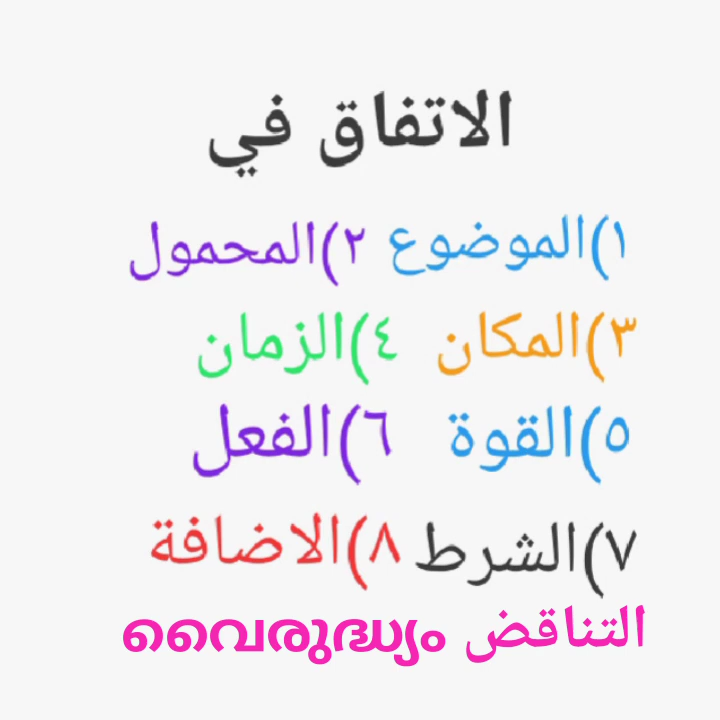 الاتفاق في
١)الموضوع ٢)المحمول
٣)المكان ٤)الزمان
٥)القوة ٦)الفعل
٧)الشرط ٨)الاضافة
التناقض വൈരുദ്ധ്യം